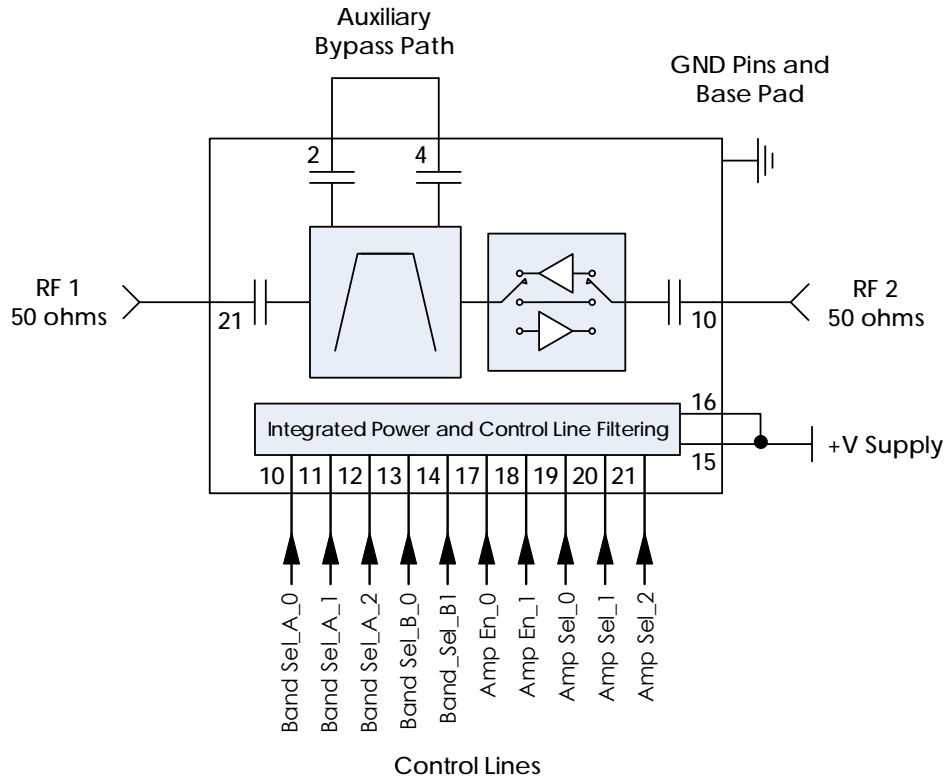 Auxiliary
Bypass Path
GND Pins and
Base Pad
2
4
RF 1
50 ohms
21
10
RF 2
50 ohms
16
Integrated Power and Control Line Filtering
+V Supply
15
10 11 12 13 14 17 18 19 20 21
Band Sel_A_0
Band Sel_A_1
Band Sel_A_2
Band Sel_B_0
Band_Sel_B1
Amp En_0
Amp En_1
Amp Sel_0
Amp Sel_1
Amp Sel_2
Control Lines